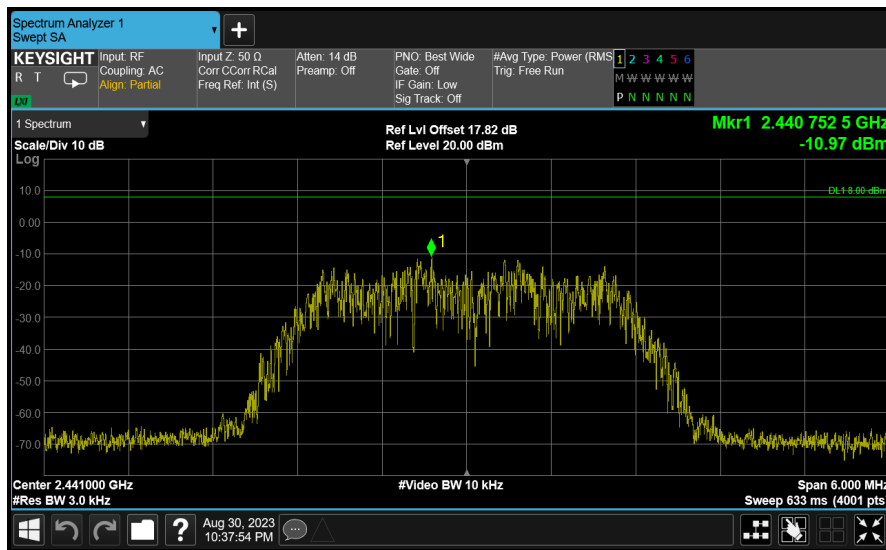 Spectrum Analyzer 1
Swept SA
+
KEYSIGHT
R T
LXI
Input: RF
Coupling: AC
Align: Partial
Input Z: 50 Ω
Corr CCorr RCal
Freq Ref: Int (S)
Atten: 14 dB
Preamp: Off
PNO: Best Wide
Gate: Off
IF Gain: Low
Sig Track: Off
#Avg Type: Power (RMS
Trig: Free Run
1 2 3 4 5 6
M W W W W W
P N N N N N
1 Spectrum
Scale/Div 10 dB
Log
Ref Lvl Offset 17.82 dB
Ref Level 20.00 dBm
Mkr1 2.440 752 5 GHz
-10.97 dBm
10.0
DL1 8.00 dBm
0.00
1
-10.0
-20.0
-30.0
-40.0
-50.0
-60.0
-70.0
Center 2.441000 GHz
#Res BW 3.0 kHz
#Video BW 10 kHz
Span 6.000 MHz
Sweep 633 ms (4001 pts
?
Aug 30, 2023
10:37:54 PM